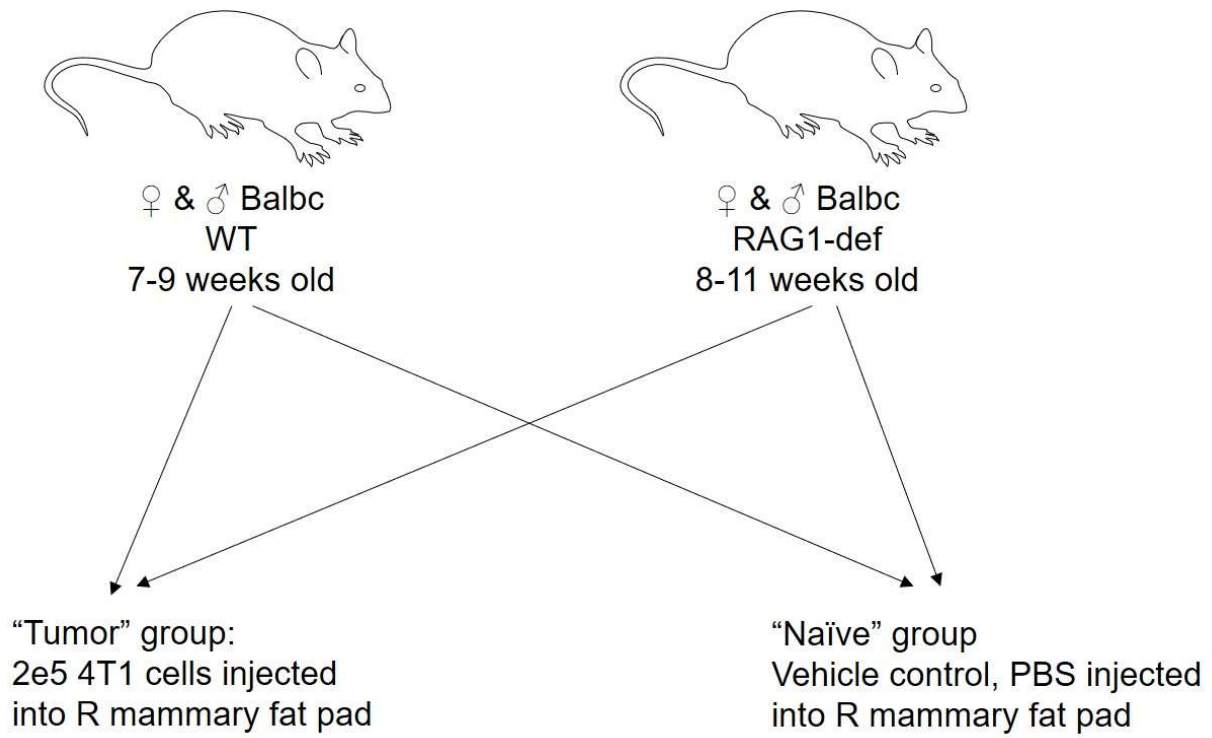 ♀ & ♂ Balbc
WT
7-9 weeks old
♀ & ♂ Balbc
RAG1-def
8-11 weeks old
“Tumor” group:
2e5 4T1 cells injected
into R mammary fat pad
“Naïve” group
Vehicle control, PBS injected
into R mammary fat pad